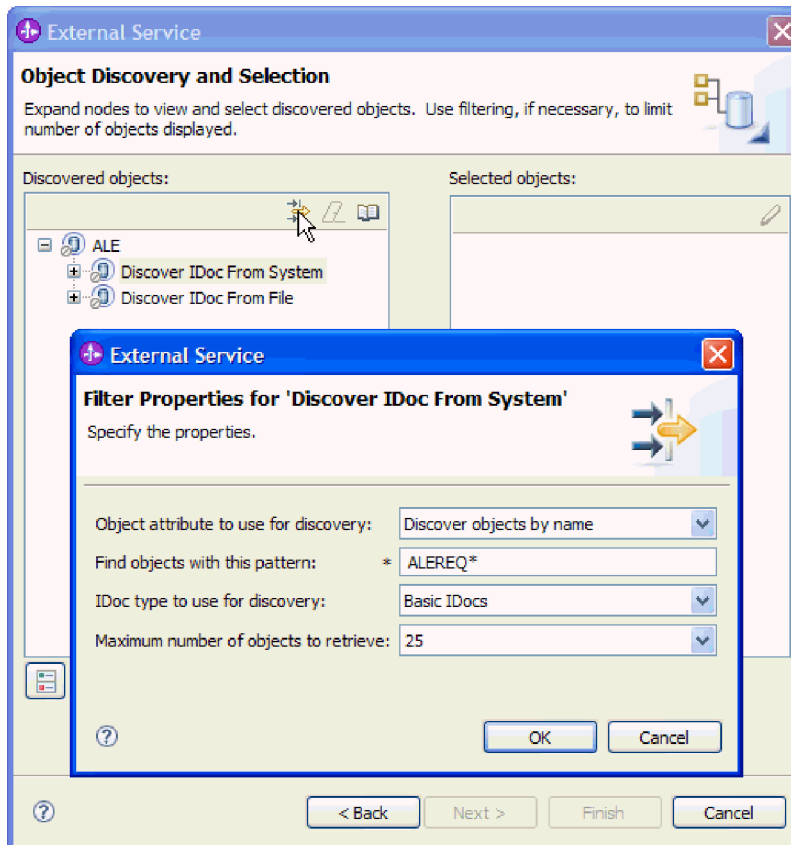 External Service
Object Discovery and Selection
Expand nodes to view and select discovered objects. Use filtering, if necessary, to limit
number of objects displayed.
Discovered objects:
Selected objects:
ALE
Discover IDoc From System
Discover IDoc From File
External Service
Filter Properties for 'Discover IDoc From System'
Specify the properties.
Object attribute to use for discovery: Discover objects by name
Find objects with this pattern: * ALEREQ*
IDoc type to use for discovery: Basic IDocs
Maximum number of objects to retrieve: 25
OK Cancel
< Back Next > Finish Cancel